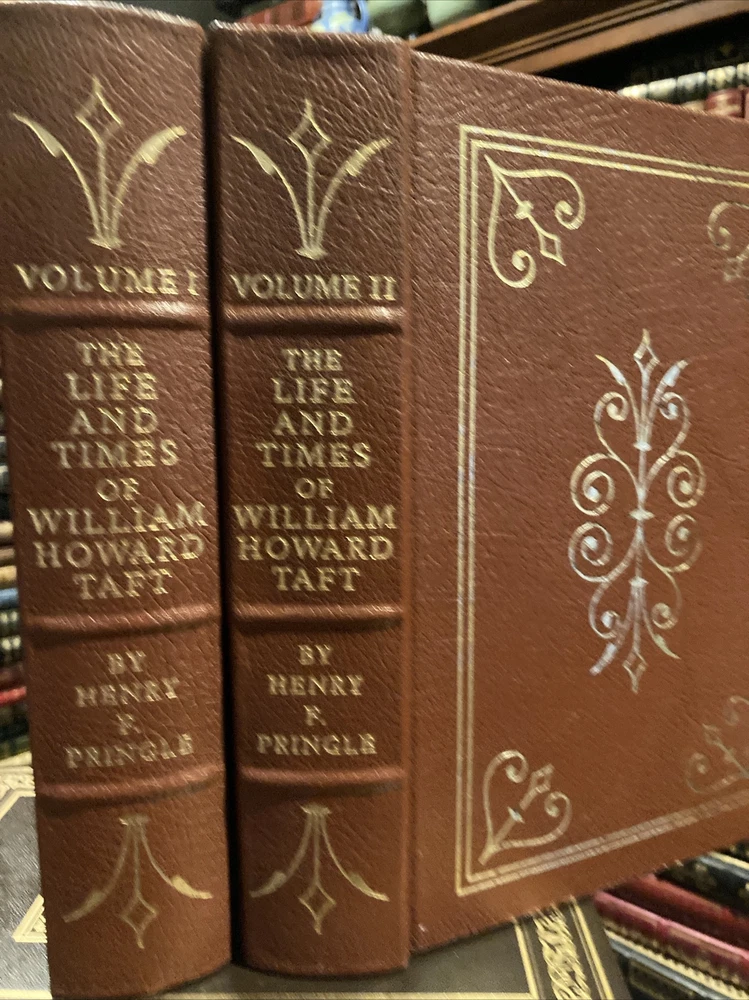 VOLUME I
THE
LIFE
AND
TIMES
OF
WILLIAM
HOWARD
TAFT
BY
HENRY
F.
PRINGLE
VOLUME II
THE
LIFE
AND
TIMES
OF
WILLIAM
HOWARD
TAFT
BY
HENRY
F.
PRINGLE